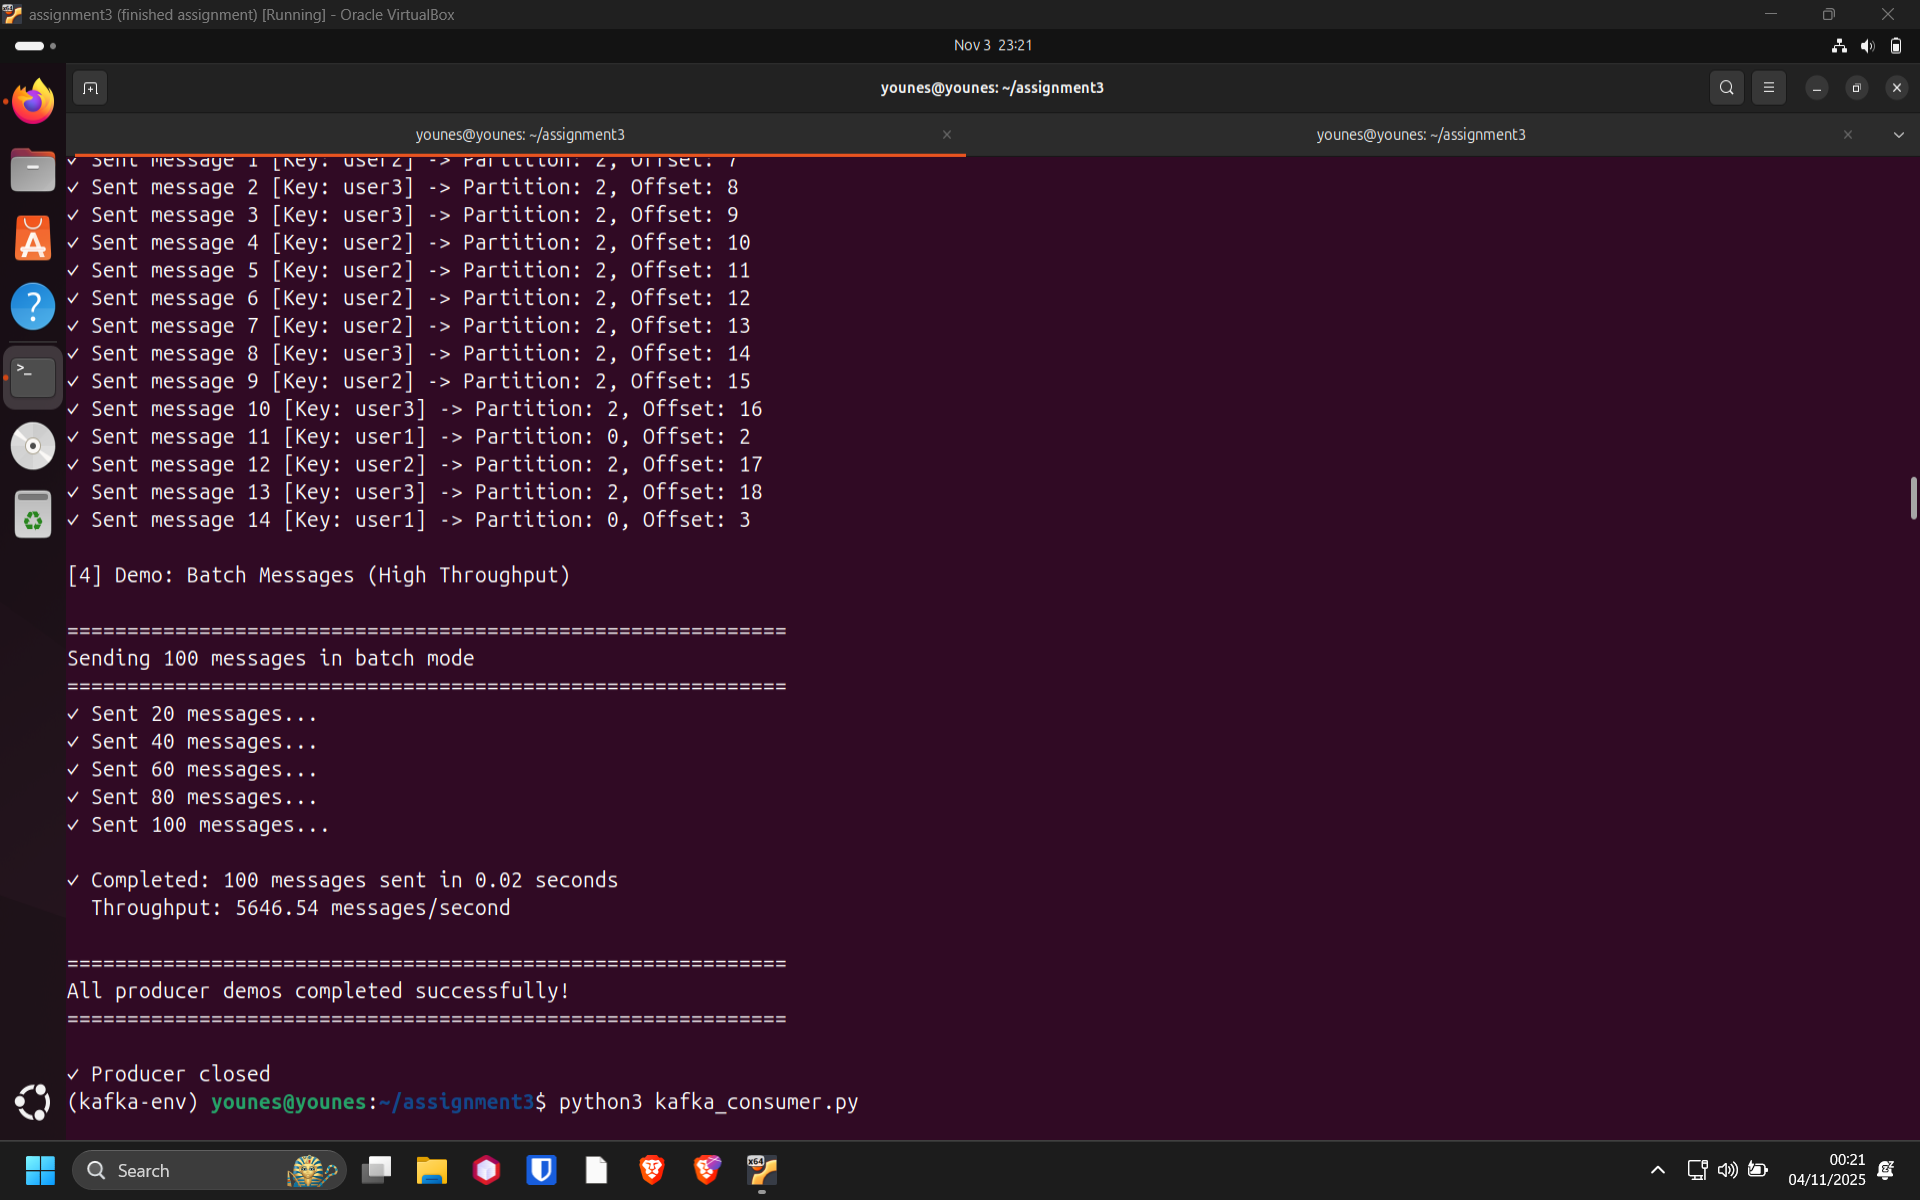 assignment3 (finished assignment) [Running] - Oracle VirtualBox
Nov 3 23:21
younes@younes: ~/assignment3
younes@younes: ~/assignment3
younes@younes: ~/assignment3
✓ Sent message 1 [Key: user2] -> Partition: 2, Offset: 7
✓ Sent message 2 [Key: user3] -> Partition: 2, Offset: 8
✓ Sent message 3 [Key: user3] -> Partition: 2, Offset: 9
✓ Sent message 4 [Key: user2] -> Partition: 2, Offset: 10
✓ Sent message 5 [Key: user2] -> Partition: 2, Offset: 11
✓ Sent message 6 [Key: user2] -> Partition: 2, Offset: 12
✓ Sent message 7 [Key: user2] -> Partition: 2, Offset: 13
✓ Sent message 8 [Key: user3] -> Partition: 2, Offset: 14
✓ Sent message 9 [Key: user2] -> Partition: 2, Offset: 15
✓ Sent message 10 [Key: user3] -> Partition: 2, Offset: 16
✓ Sent message 11 [Key: user1] -> Partition: 0, Offset: 2
✓ Sent message 12 [Key: user2] -> Partition: 2, Offset: 17
✓ Sent message 13 [Key: user3] -> Partition: 2, Offset: 18
✓ Sent message 14 [Key: user1] -> Partition: 0, Offset: 3
[4] Demo: Batch Messages (High Throughput)
============================================================
Sending 100 messages in batch mode
============================================================
✓ Sent 20 messages...
✓ Sent 40 messages...
✓ Sent 60 messages...
✓ Sent 80 messages...
✓ Sent 100 messages...
✓ Completed: 100 messages sent in 0.02 seconds
Throughput: 5646.54 messages/second
============================================================
All producer demos completed successfully!
============================================================
✓ Producer closed
(kafka-env) younes@younes:~/assignment3$ python3 kafka_consumer.py
Search
x64
00:21
04/11/2025